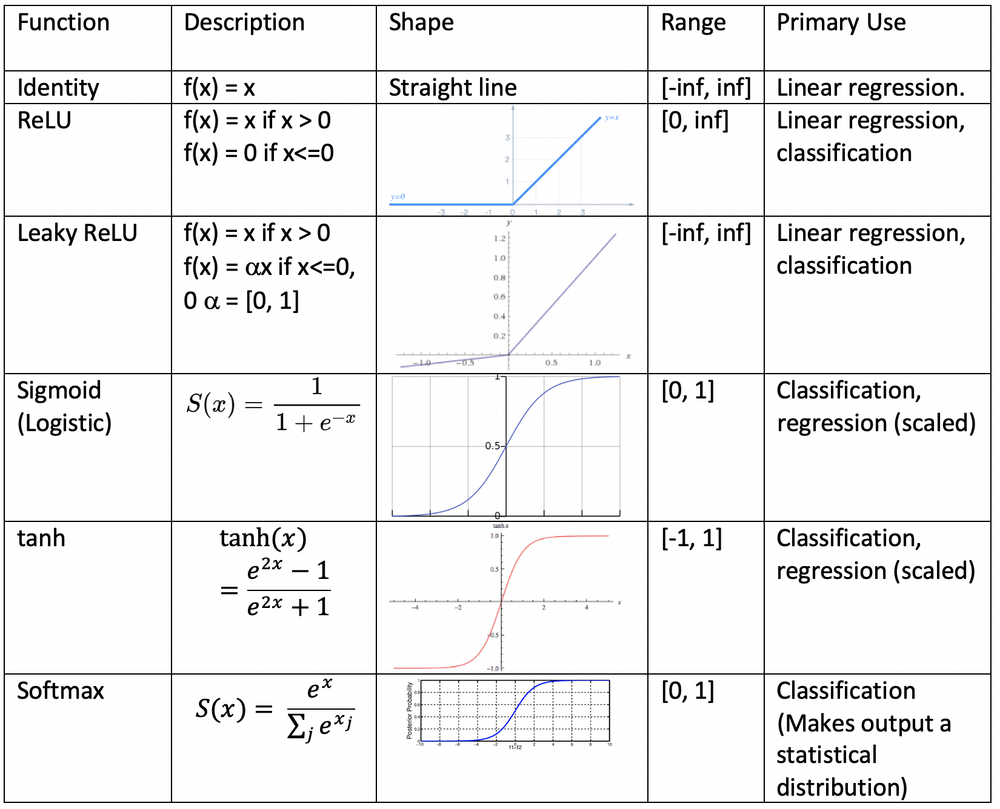 Function Description Shape Range Primary Use
Identity f(x) = x Straight line [-inf, inf] Linear regression.
ReLU
f(x) = x if x > 0
f(x) = 0 if x<=0
y=x
3
2
1
y=0
-3 -2 -1 0 1 2 3
[0, inf]
Linear regression,
classification
Leaky ReLU
f(x) = x if x > 0
f(x) = αx if x<=0,
0 α = [0, 1]
y
1.2
1.0
0.8
0.6
0.4
0.2
x
-1.0 -0.5 0.5 1.0
[-inf, inf]
Linear regression,
classification
Sigmoid
(Logistic)
S(x) = 1 / (1 + e^{-x})
1
0.5
0
[0, 1]
Classification,
regression (scaled)
tanh
tanh(x)
= (e^{2x} − 1) / (e^{2x} + 1)
tanh x
1.0
0.5
-4 -2 2 4 x
-0.5
-1.0
[-1, 1]
Classification,
regression (scaled)
Softmax
S(x) = e^x / ∑_j e^{x_j}
Posterior Probability
1
0.8
0.6
0.4
0.2
0
-10 -8 -6 -4 -2 0 2 4 6 8 10
f1-f2
[0, 1]
Classification
(Makes output a
statistical
distribution)